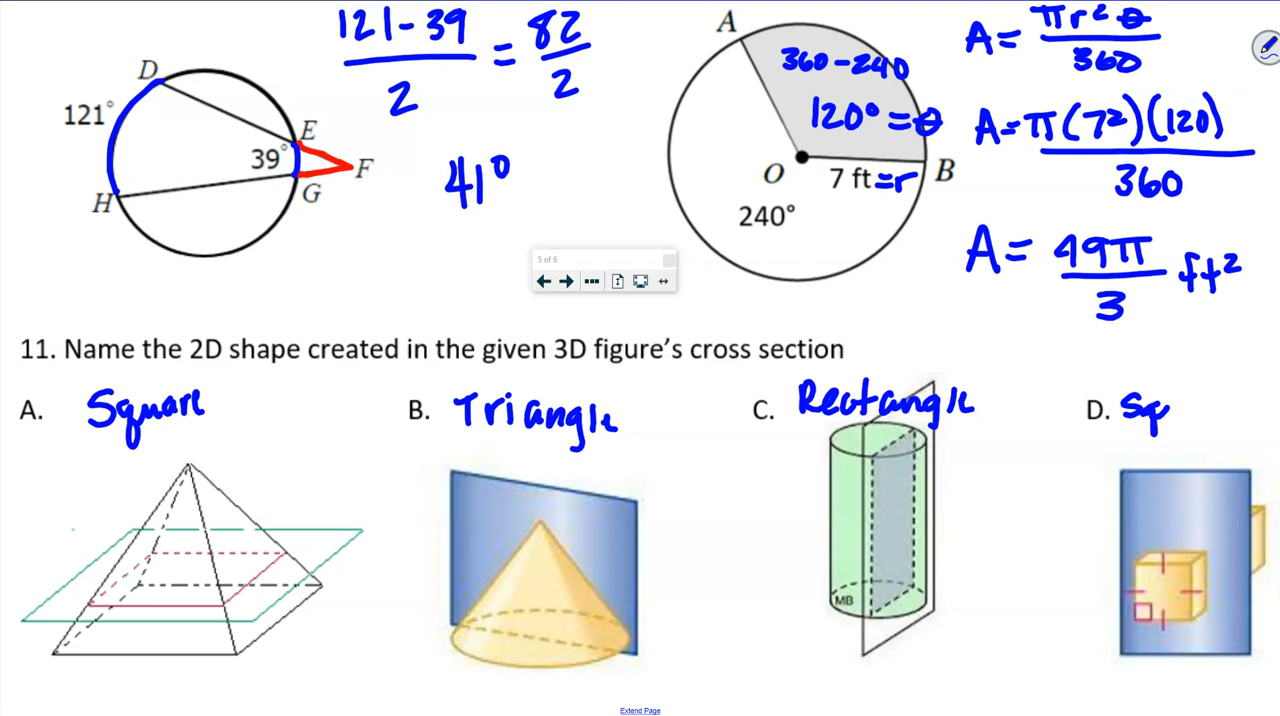 121 - 39
2
= 82
2
41°
D
121°
E
39°
F
G
H
A
360 - 240
120° = θ
O
7 ft = r
B
240°
A = πr² θ
360
A = π(7²)(120)
360
A = 49π
3
ft²
5 of 6
11. Name the 2D shape created in the given 3D figure's cross section
A. Square
B. Triangle
C. Rectangle
D. Sq
MB
Extend Page